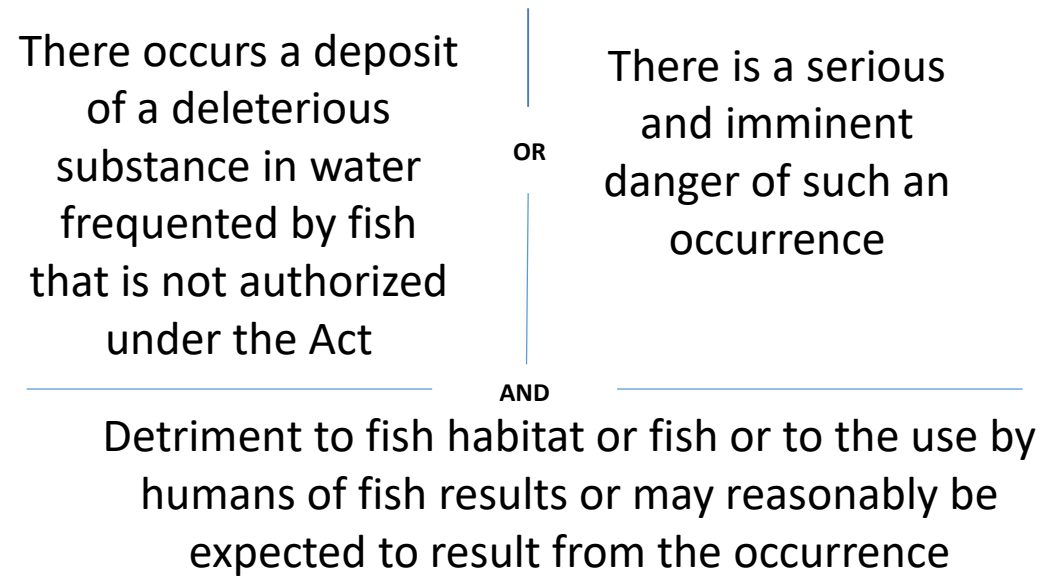 There occurs a deposit
of a deleterious
substance in water
frequented by fish
that is not authorized
under the Act
OR
There is a serious
and imminent
danger of such an
occurrence
AND
Detriment to fish habitat or fish or to the use by
humans of fish results or may reasonably be
expected to result from the occurrence